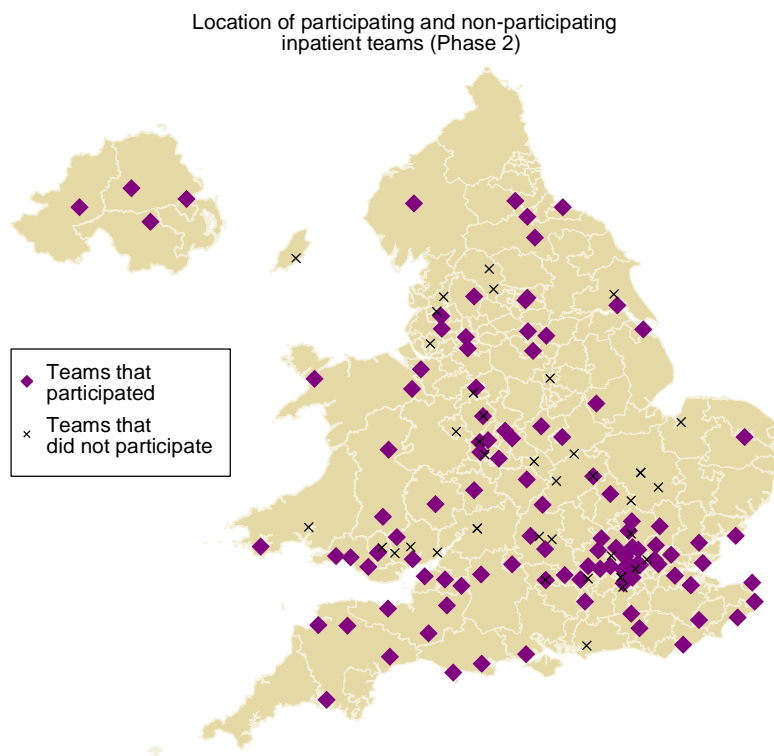 Location of participating and non-participating
inpatient teams (Phase 2)
Teams that
participated
Teams that
did not participate